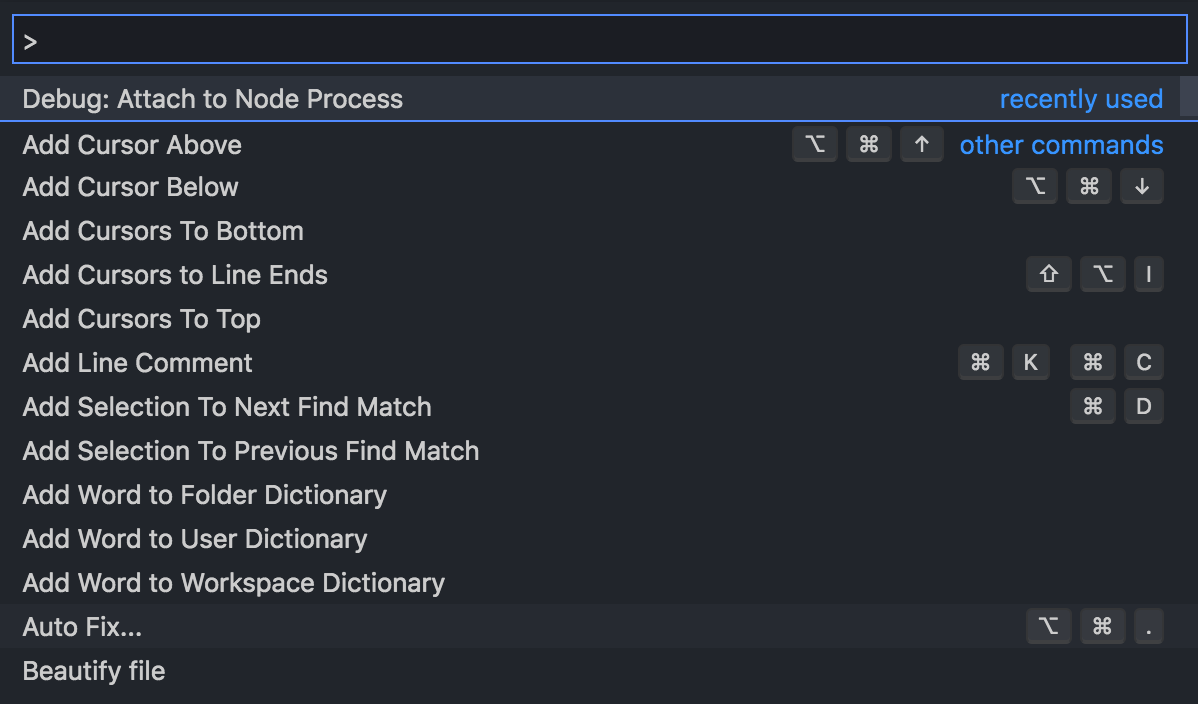 >
Debug: Attach to Node Process recently used
Add Cursor Above ⌥ ⌘ ↑ other commands
Add Cursor Below ⌥ ⌘ ↓
Add Cursors To Bottom
Add Cursors to Line Ends ⇧ ⌥ I
Add Cursors To Top
Add Line Comment ⌘ K ⌘ C
Add Selection To Next Find Match ⌘ D
Add Selection To Previous Find Match
Add Word to Folder Dictionary
Add Word to User Dictionary
Add Word to Workspace Dictionary
Auto Fix... ⌥ ⌘ .
Beautify file